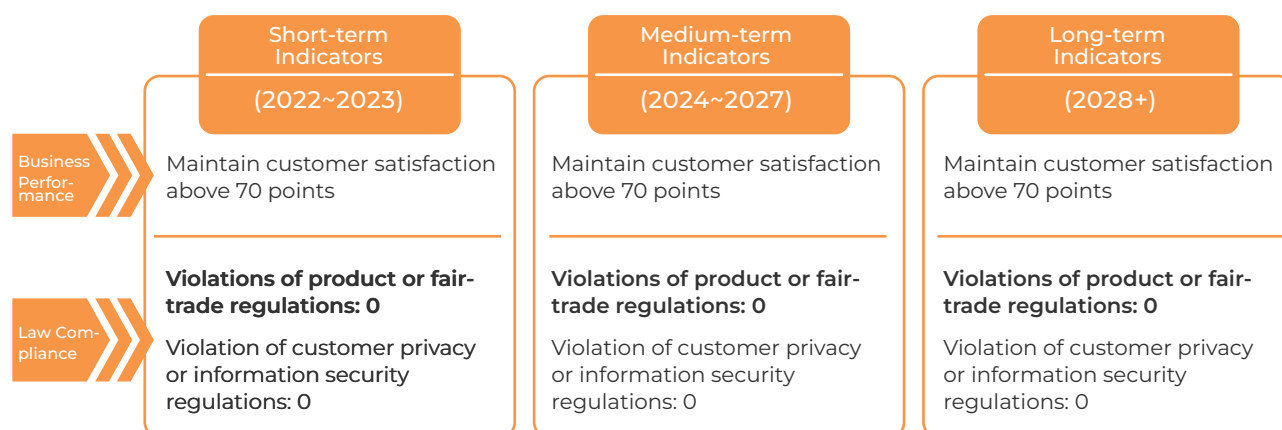 Short-term
Indicators
(2022~2023)
Medium-term
Indicators
(2024~2027)
Long-term
Indicators
(2028+)
Business
Perfor-
mance
Maintain customer satisfaction
above 70 points
Maintain customer satisfaction
above 70 points
Maintain customer satisfaction
above 70 points
Law Com-
pliance
Violations of product or fair-
trade regulations: 0
Violation of customer privacy
or information security
regulations: 0
Violations of product or fair-
trade regulations: 0
Violation of customer privacy
or information security
regulations: 0
Violations of product or fair-
trade regulations: 0
Violation of customer privacy
or information security
regulations: 0